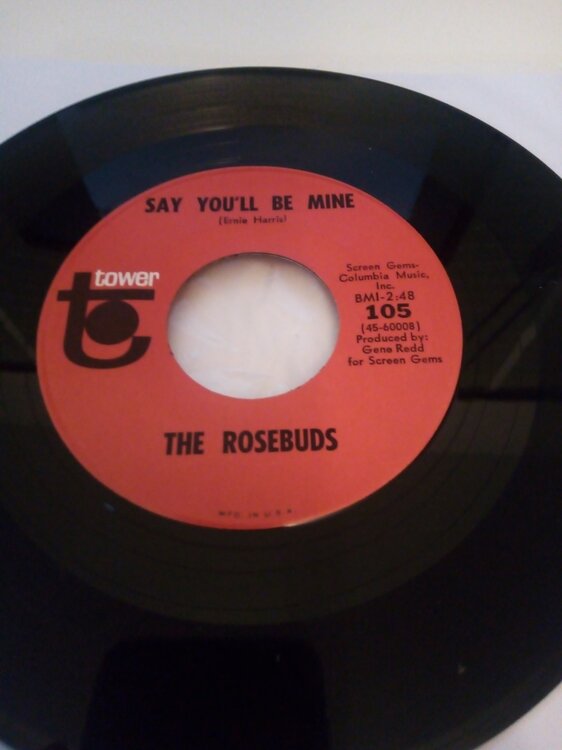 SAY YOU'LL BE MINE
(Ernie Harris)
tower
Screen Gems-
Columbia Music,
Inc.
BMI-2:48
105
(45-60008)
Produced by:
Gene Redd
for Screen Gems
THE ROSEBUDS
MFD. IN U.S.A.